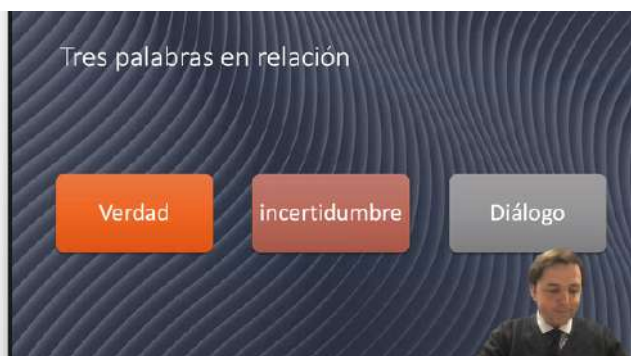 Tres palabras en relación
Verdad
incertidumbre
Diálogo